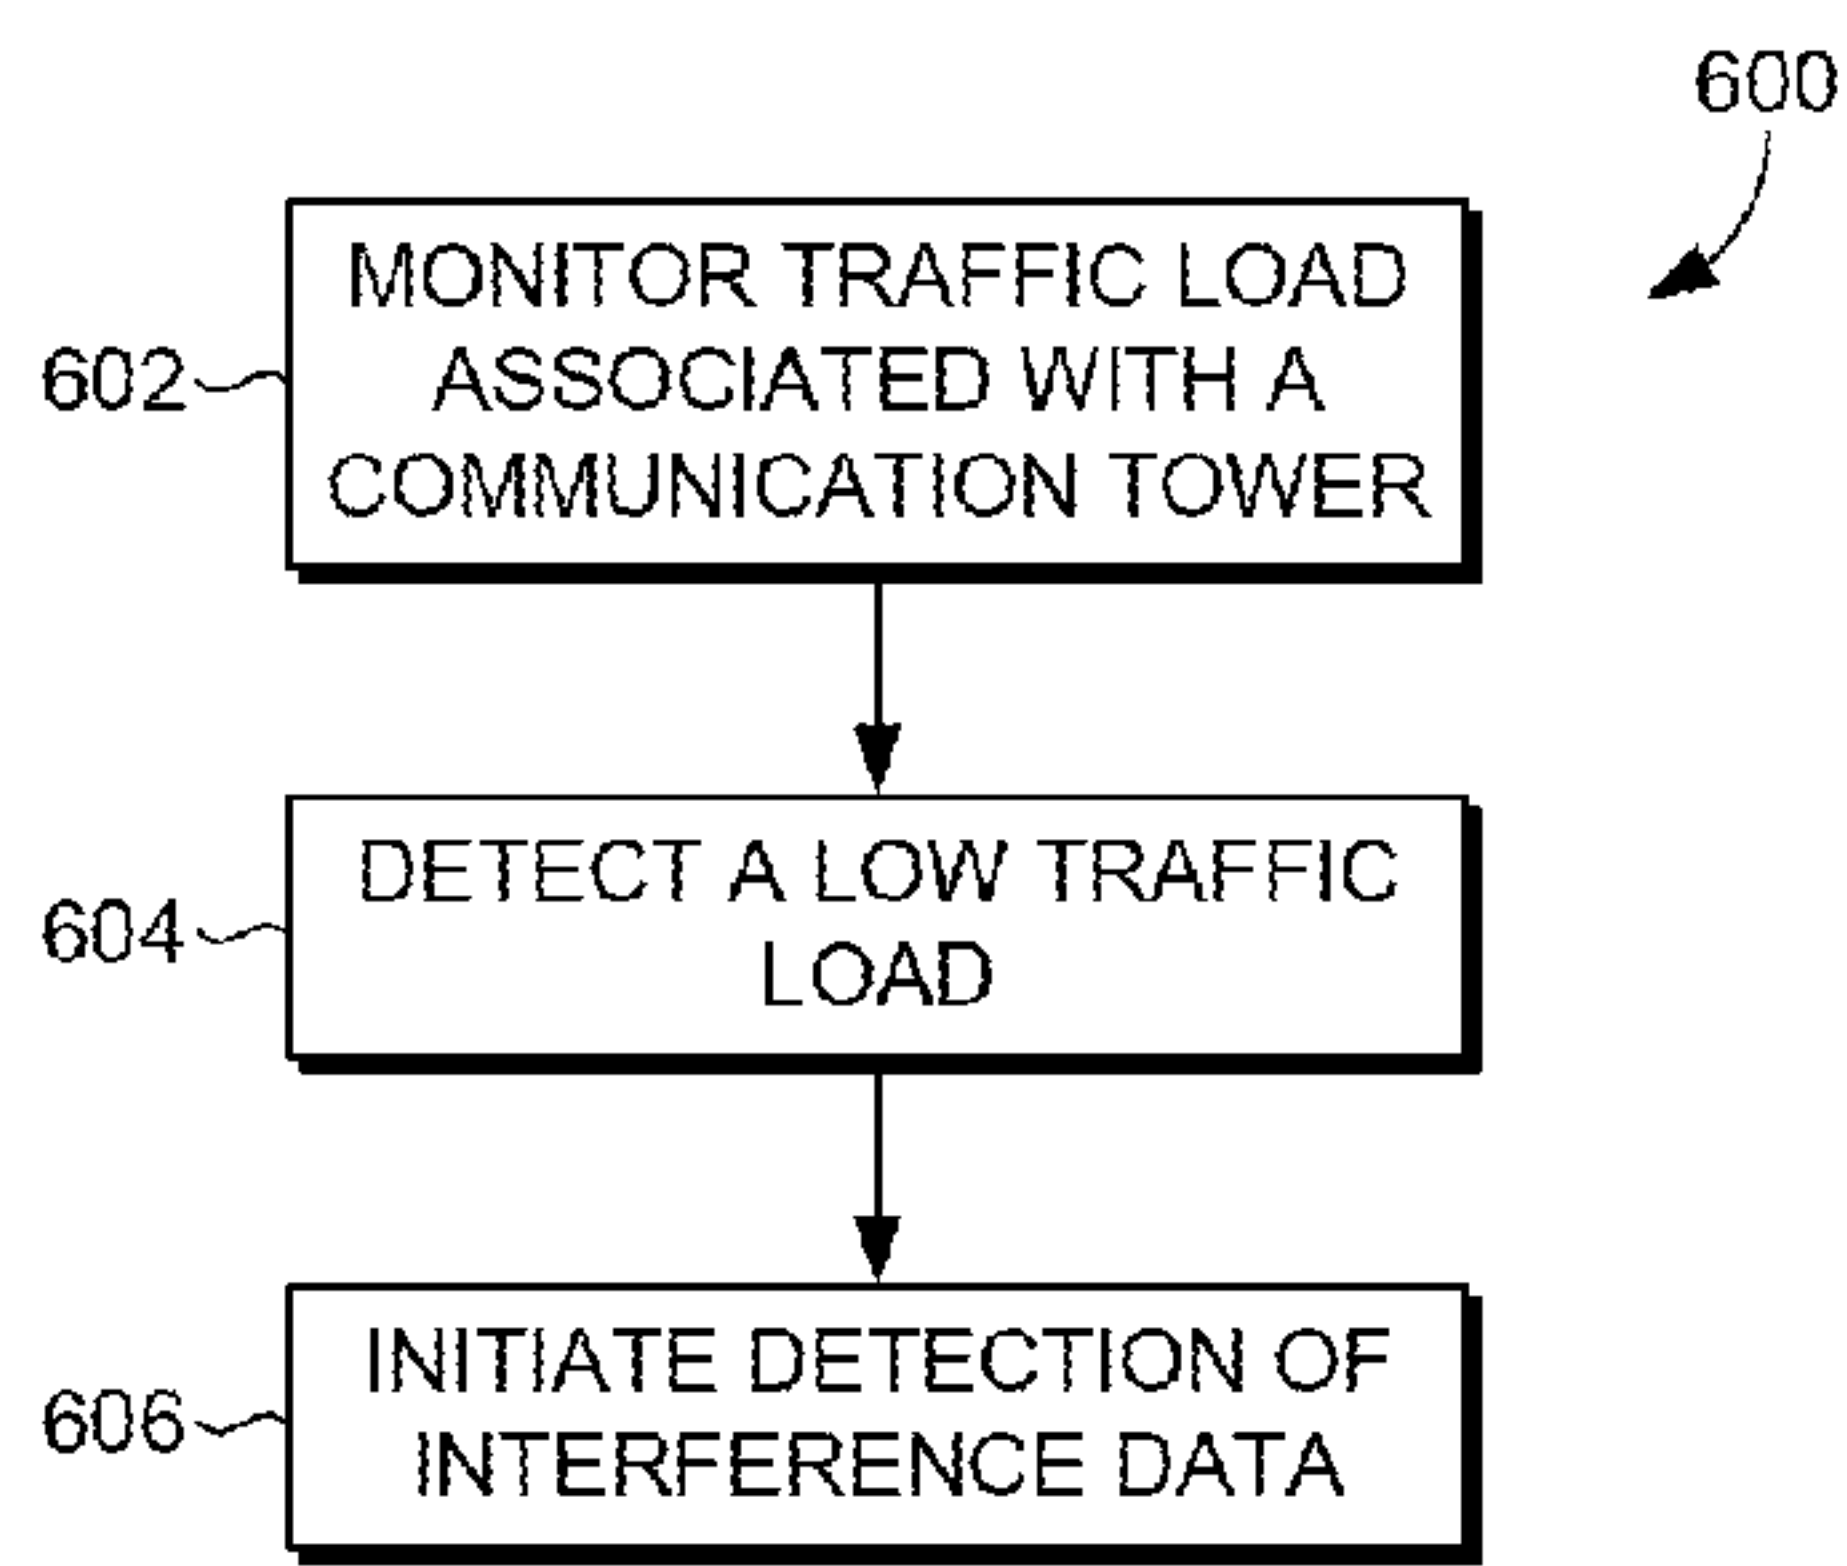 600
MONITOR TRAFFIC LOAD
ASSOCIATED WITH A
COMMUNICATION TOWER
602
DETECT A LOW TRAFFIC
LOAD
604
INITIATE DETECTION OF
INTERFERENCE DATA
606